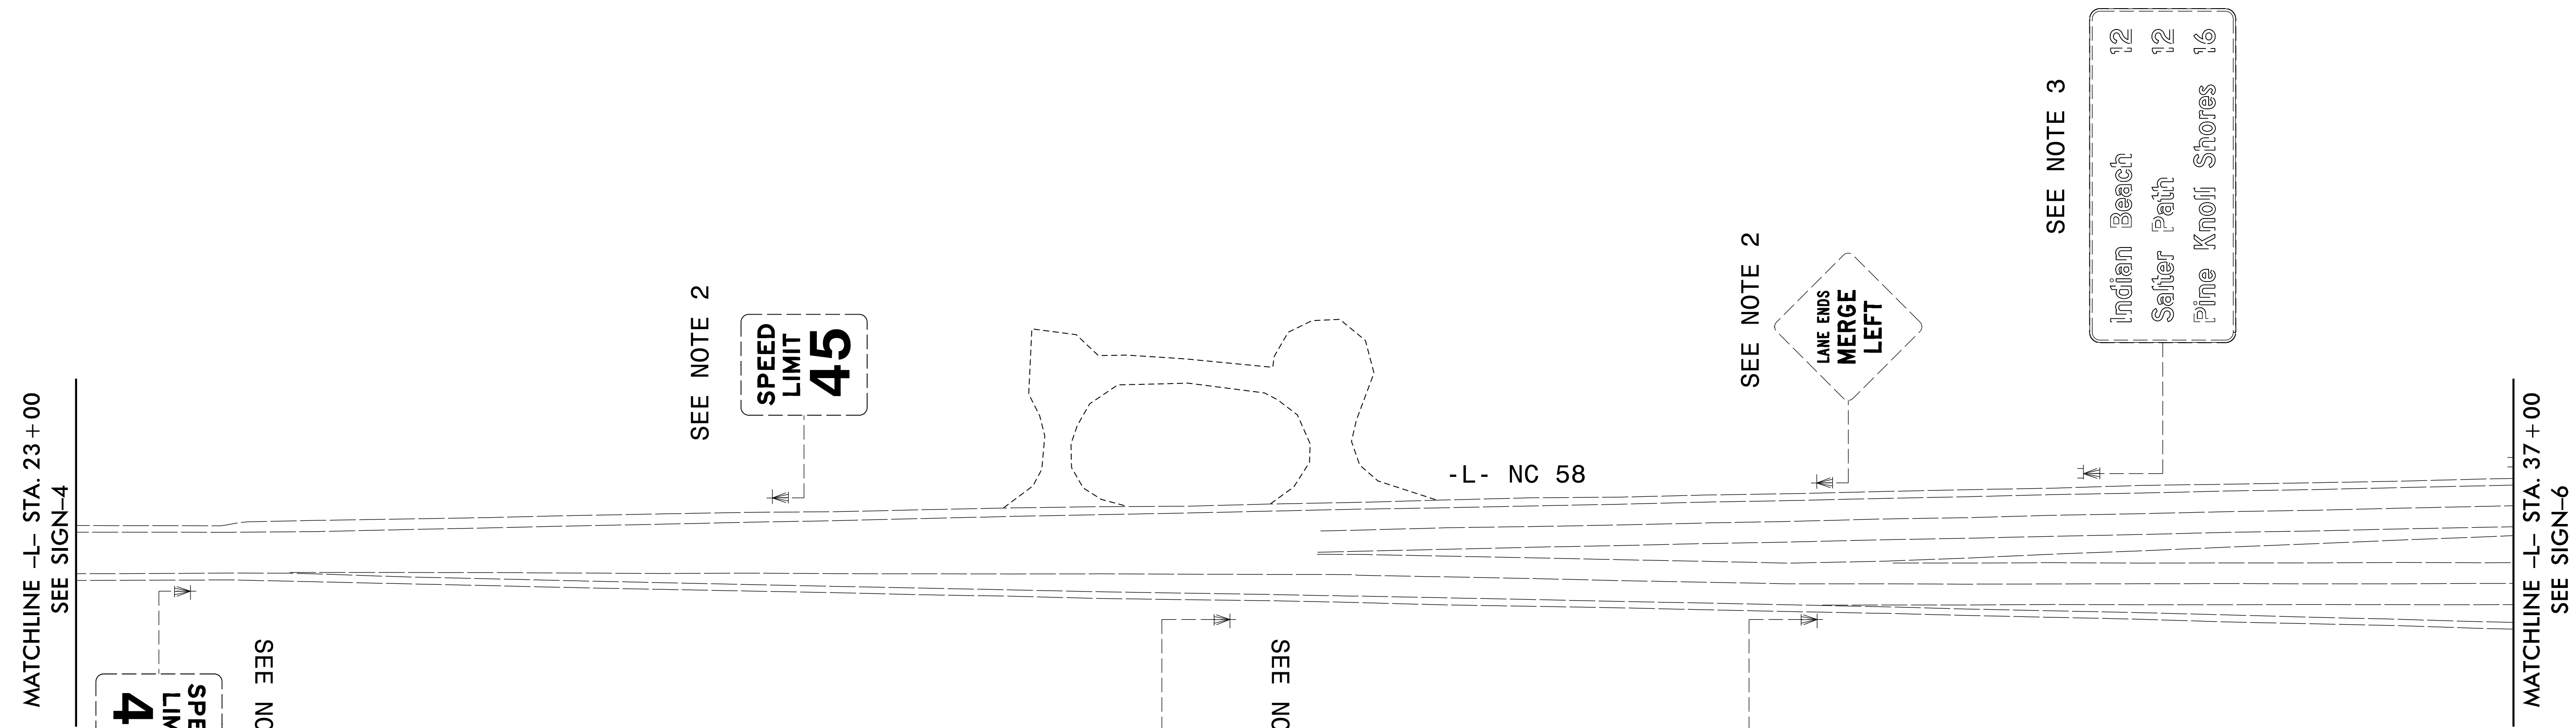 MATCHLINE -L- STA. 23+00
SEE SIGN-4
SEE NOTE 2
SPEED
LIMIT
45
-L- NC 58
SEE NOTE 2
LANE ENDS
MERGE
LEFT
SEE NOTE 3
Indian Beach 12
Salter Path 12
Pine Knoll Shores 16
MATCHLINE -L- STA. 37+00
SEE SIGN-6
SEE
SEE